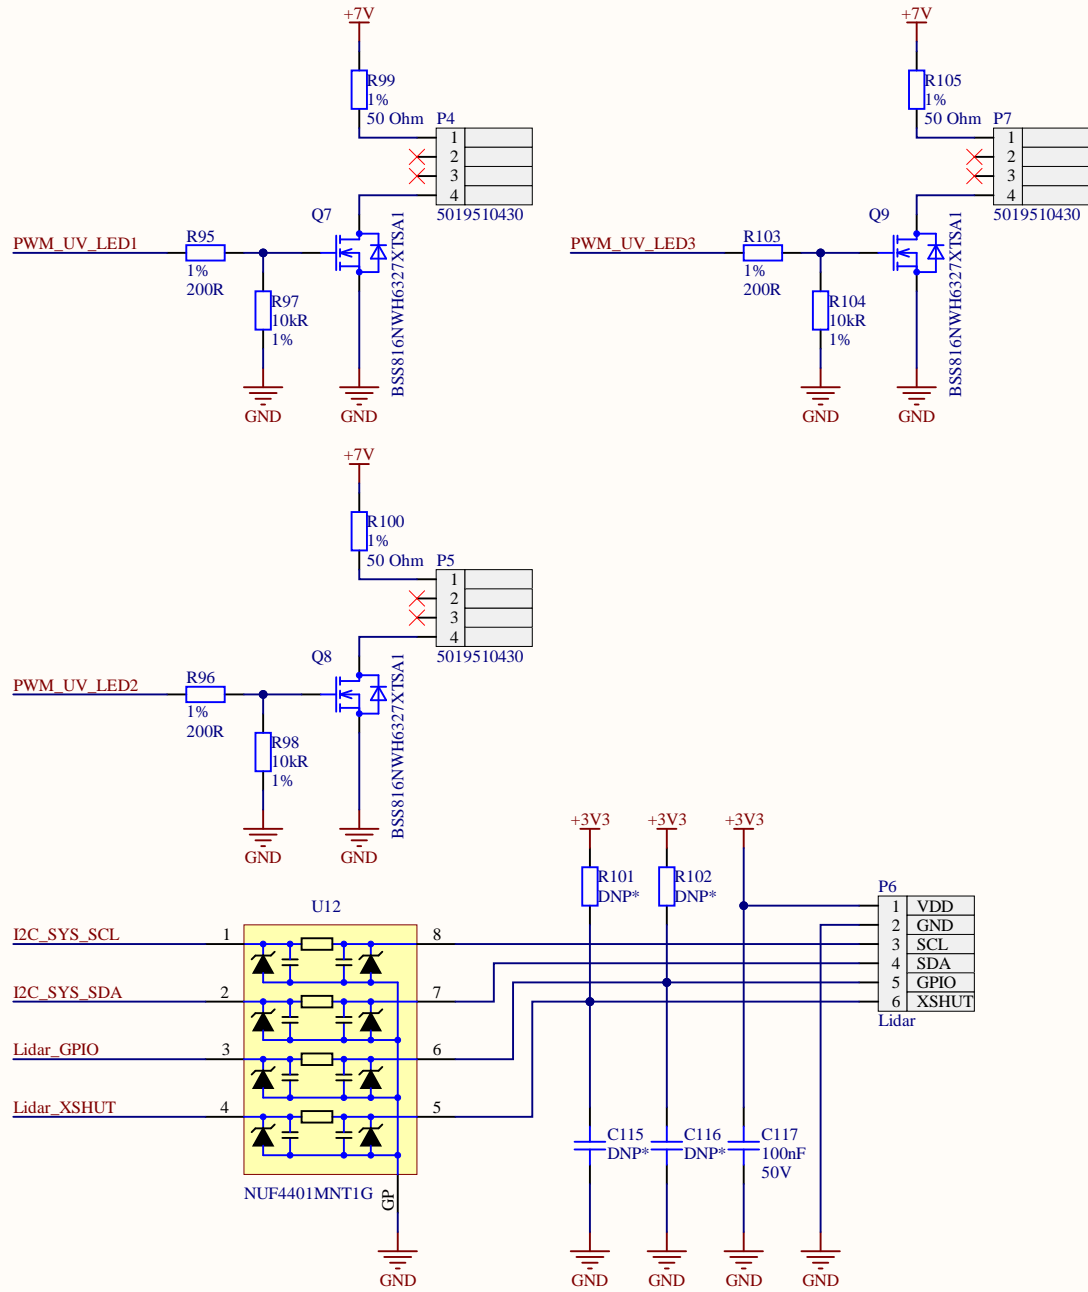 +7V
R99
1%
50 Ohm
P4
1
2
3
4
5019510430
Q7
PWM_UV_LED1
R95
1%
200R
R97
10kR
1%
BSS816NWH6327XTSA1
GND
GND
+7V
R105
1%
50 Ohm
P7
1
2
3
4
5019510430
Q9
PWM_UV_LED3
R103
1%
200R
R104
10kR
1%
BSS816NWH6327XTSA1
GND
GND
+7V
R100
1%
50 Ohm
P5
1
2
3
4
5019510430
Q8
PWM_UV_LED2
R96
1%
200R
R98
10kR
1%
BSS816NWH6327XTSA1
GND
GND
+3V3
+3V3
+3V3
R101
DNP*
R102
DNP*
P6
1 VDD
2 GND
3 SCL
4 SDA
5 GPIO
6 XSHUT
Lidar
U12
I2C_SYS_SCL
1
8
I2C_SYS_SDA
2
7
Lidar_GPIO
3
6
Lidar_XSHUT
4
5
NUF4401MNT1G
GP
C115
DNP*
C116
DNP*
C117
100nF
50V
GND
GND
GND
GND
GND